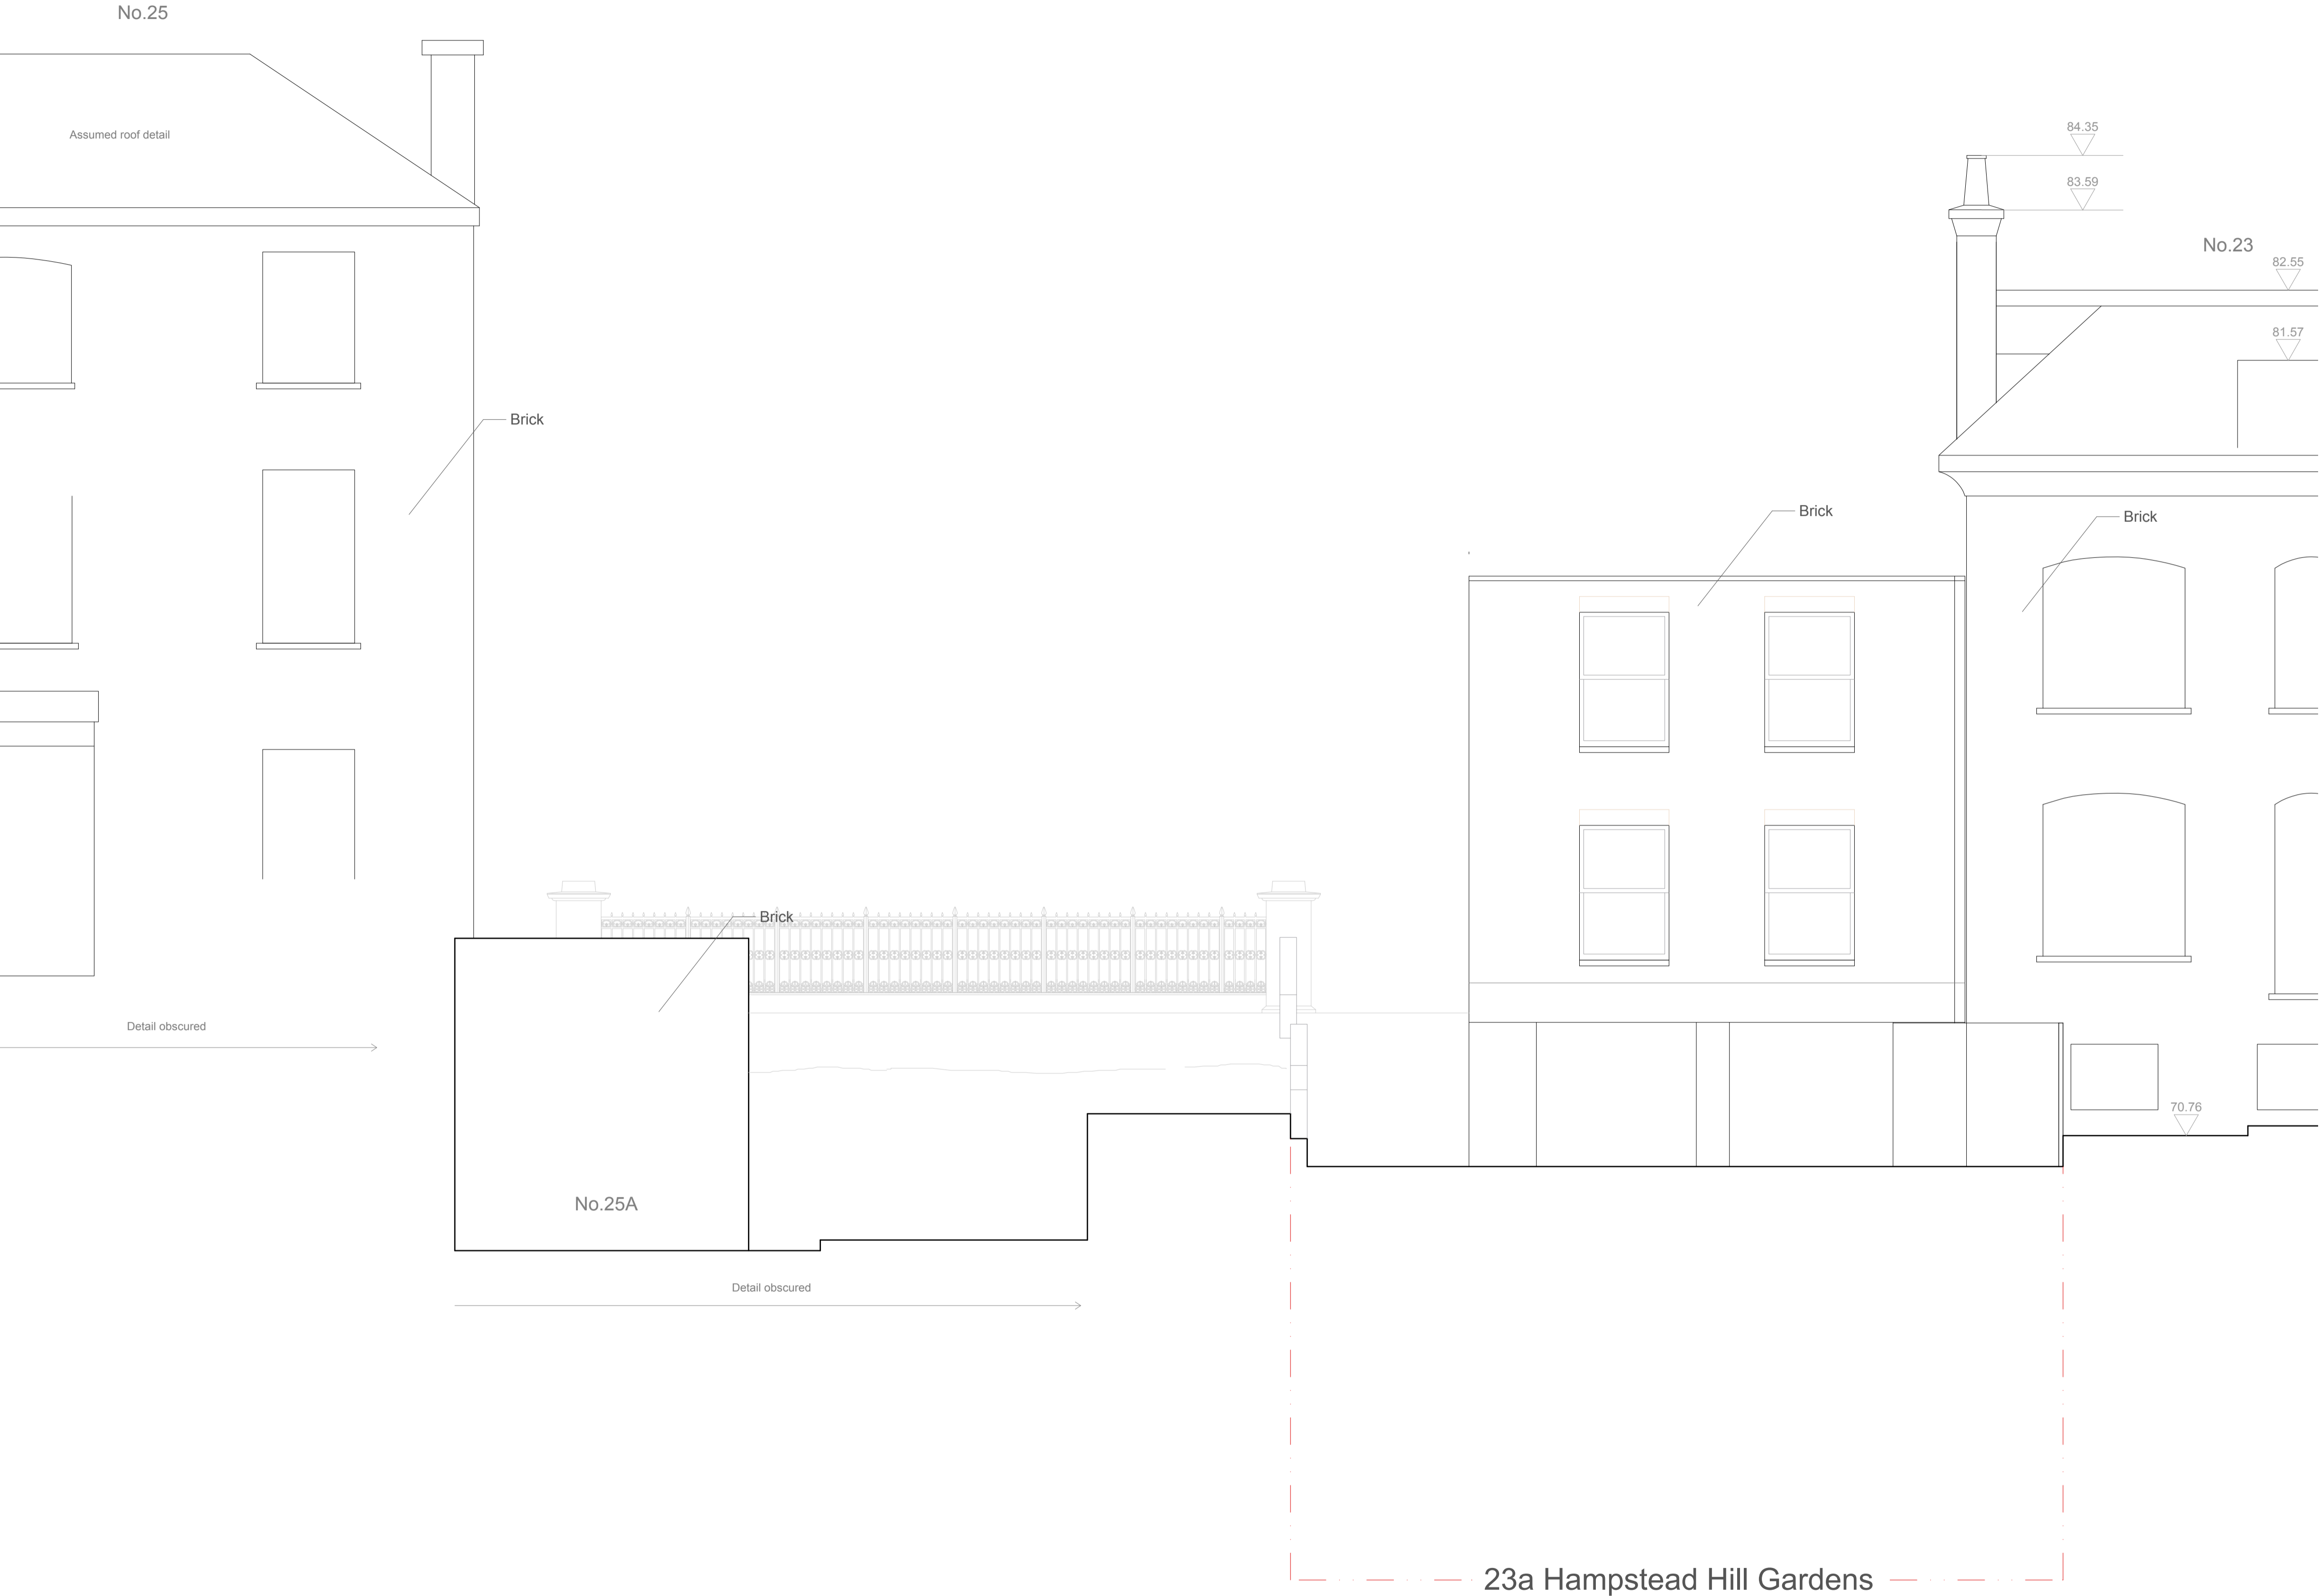 No.25
Assumed roof detail
84.35
83.59
No.23
82.55
81.57
Brick
Brick
Brick
Brick
Detail obscured
70.76
No.25A
Detail obscured
23a Hampstead Hill Gardens